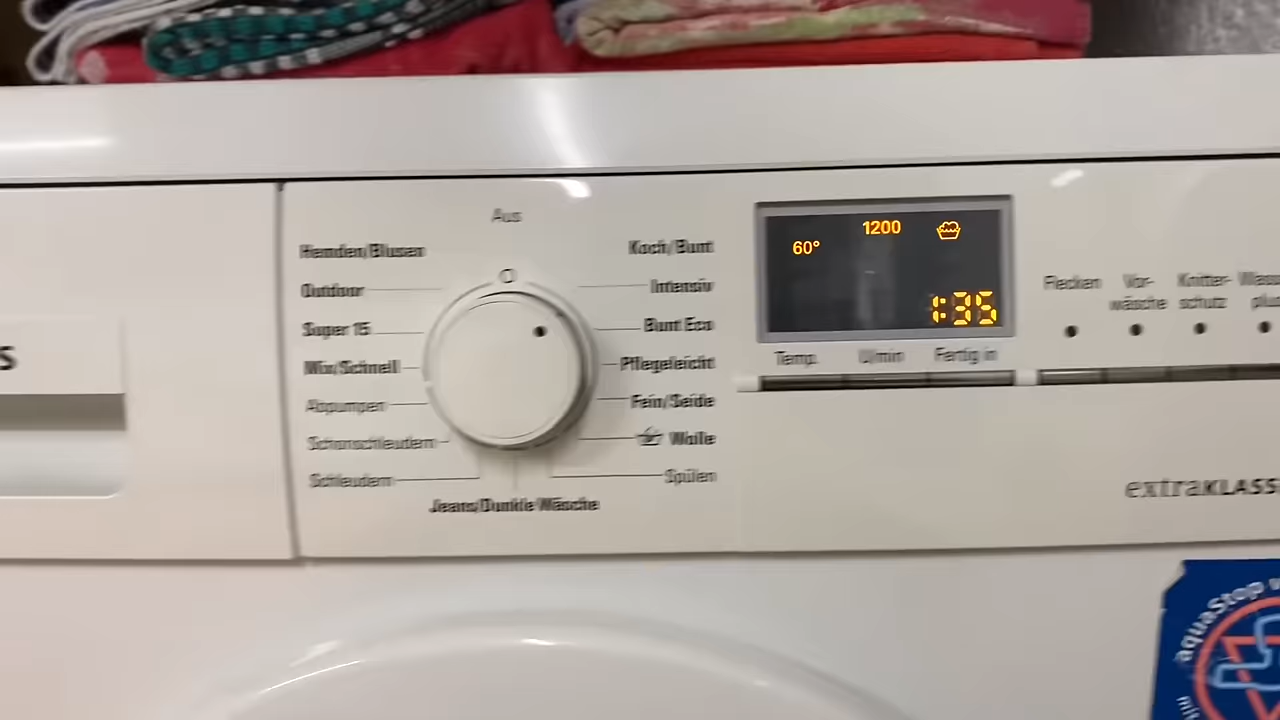 Aus
Hemden/Blusen
Outdoor
Super 15
Mix/Schnell
Abpumpen
Schonschleudern
Schleudern
Jeans/Dunkle Wäsche
Koch/Bunt
Intensiv
Bunt Eco
Pflegeleicht
Fein/Seide
Wolle
Spülen
60°
1200
1:35
Temp.
U/min
Fertig in
Flecken
Vor-
wäsche
Knitter-
schutz
plus
S
extraKLASSE
aquaStop